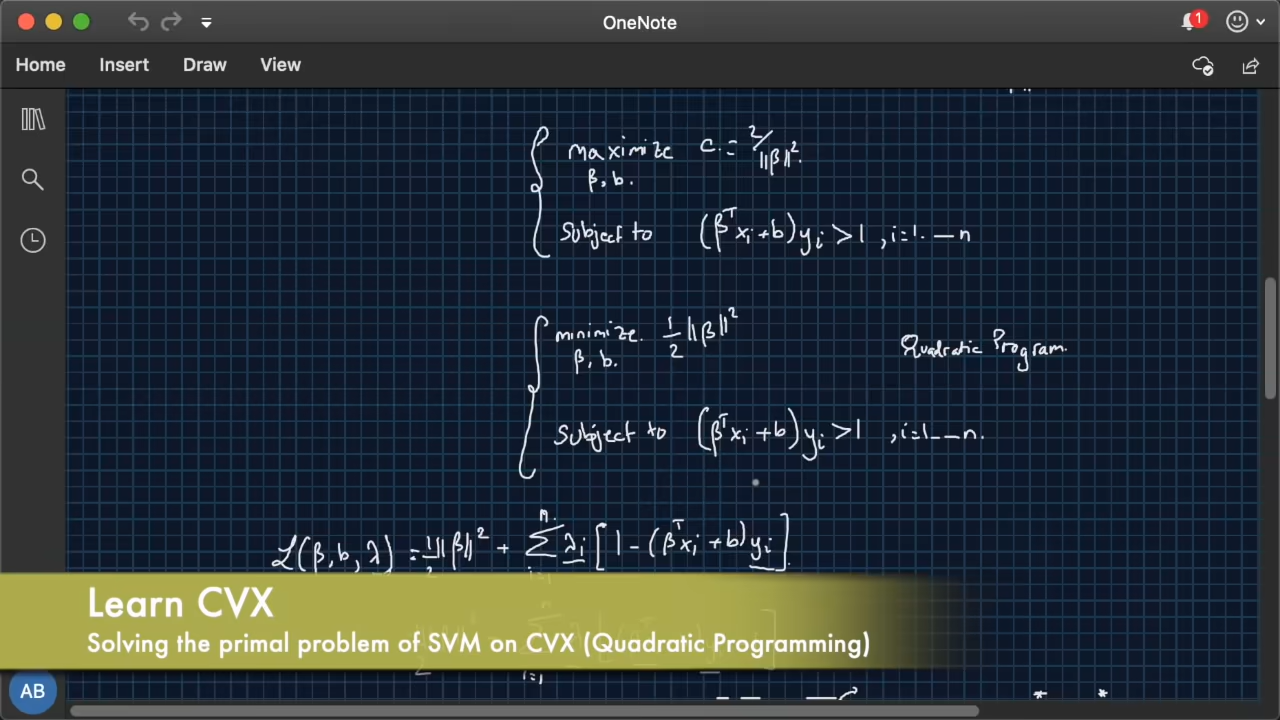 OneNote
1
Home Insert Draw View
maximize c = 2/||β||².
β, b.
Subject to (βᵀxᵢ+b)yᵢ > 1 , i=1. — n
minimize. 1/2 ||β||²
β, b.
Quadratic Program.
Subject to (βᵀxᵢ+b)yᵢ > 1 , i=1 — n.
L(β, b, λ) = 1/2||β||² + Σ λᵢ [1 - (βᵀxᵢ+b)yᵢ]
Learn CVX
Solving the primal problem of SVM on CVX (Quadratic Programming)
AB